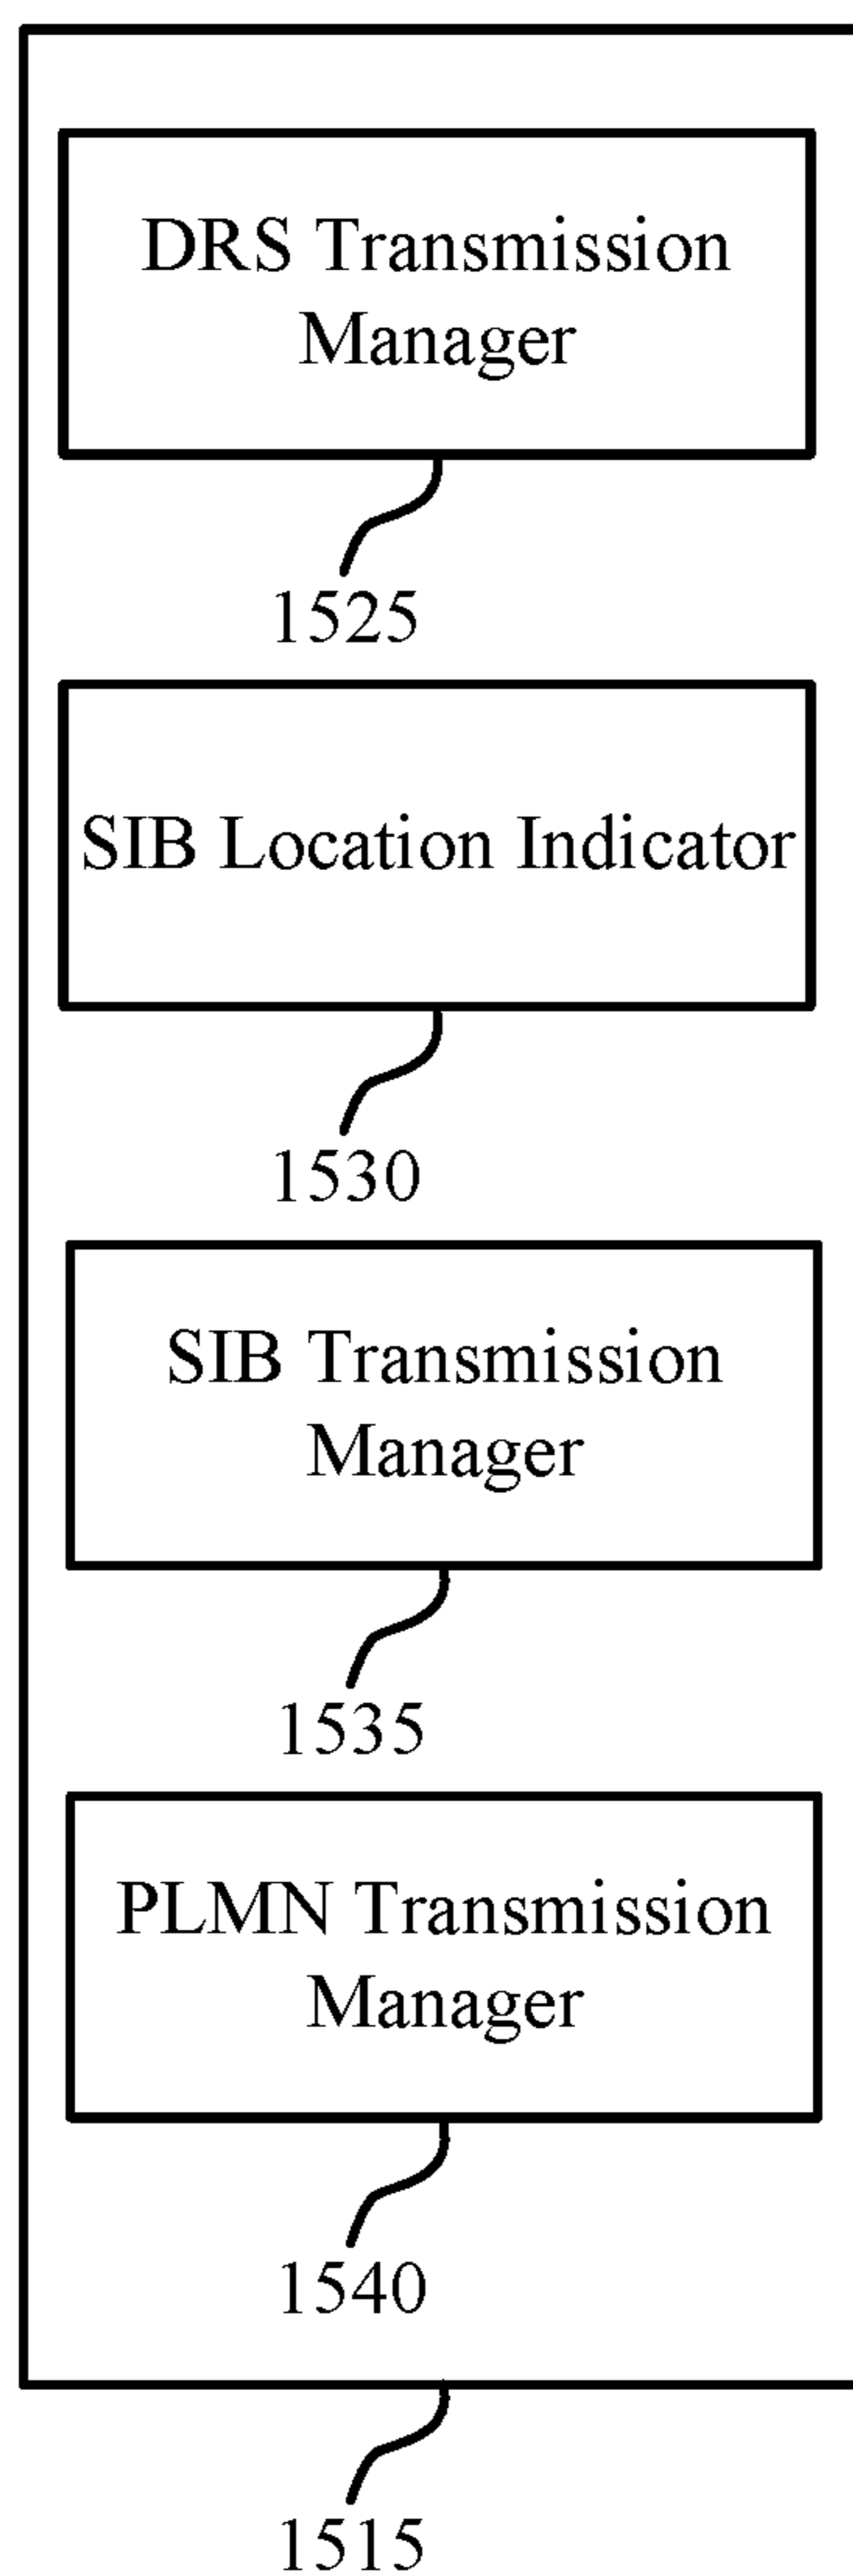 DRS Transmission
Manager
1525
SIB Location Indicator
1530
SIB Transmission
Manager
1535
PLMN Transmission
Manager
1540
1515